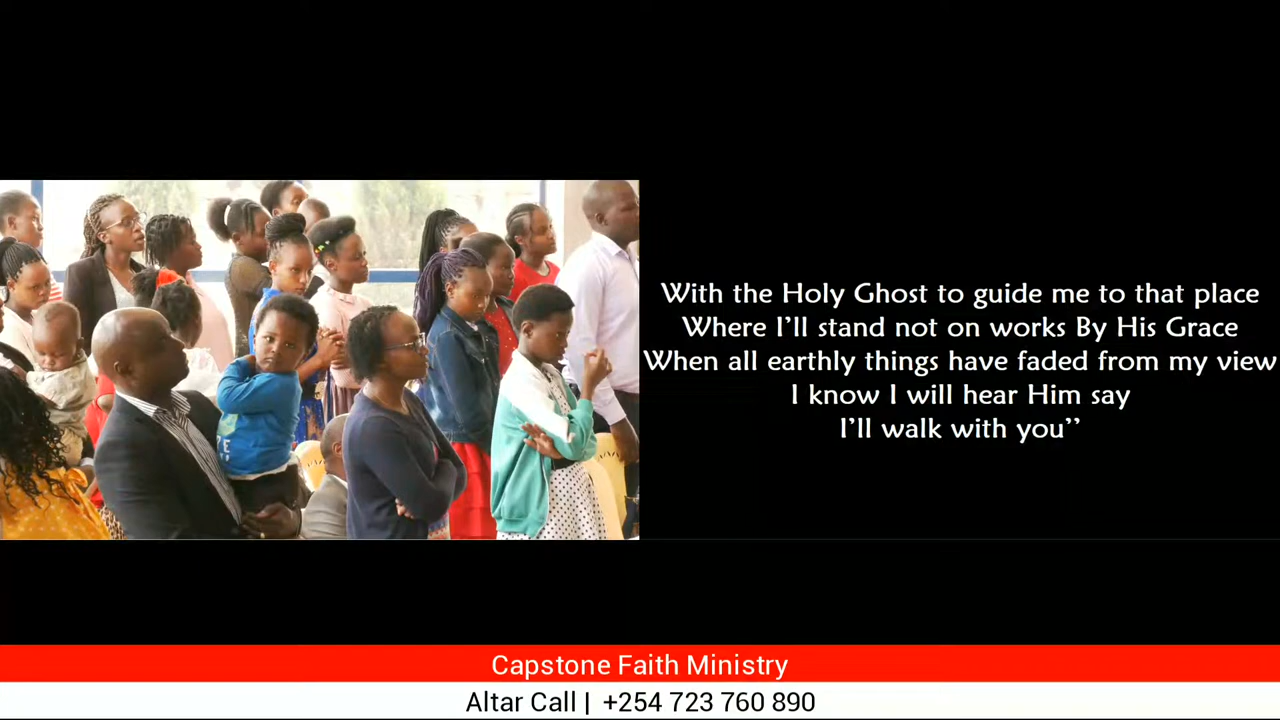 With the Holy Ghost to guide me to that place
Where I'll stand not on works By His Grace
When all earthly things have faded from my view
I know I will hear Him say
I'll walk with you”
Capstone Faith Ministry
Altar Call | +254 723 760 890